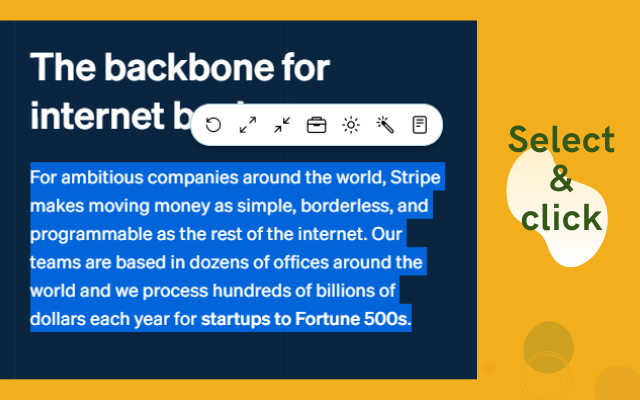 The backbone for
internet
For ambitious companies around the world, Stripe
makes moving money as simple, borderless, and
programmable as the rest of the internet. Our
teams are based in dozens of offices around the
world and we process hundreds of billions of
dollars each year for startups to Fortune 500s.
Select
&
click